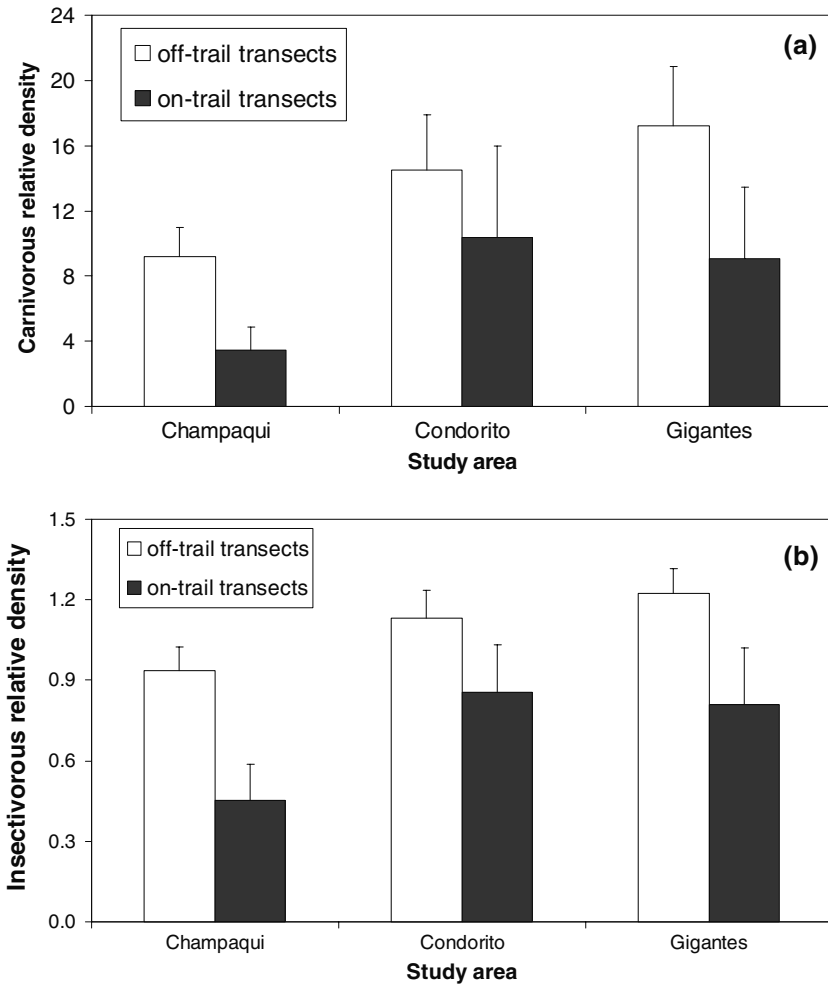 (a)
off-trail transects
on-trail transects
Carnivorous relative density
24
20
16
12
8
4
0
Champaqui Condorito Gigantes
Study area
(b)
off-trail transects
on-trail transects
Insectivorous relative density
1.5
1.2
0.9
0.6
0.3
0.0
Champaqui Condorito Gigantes
Study area